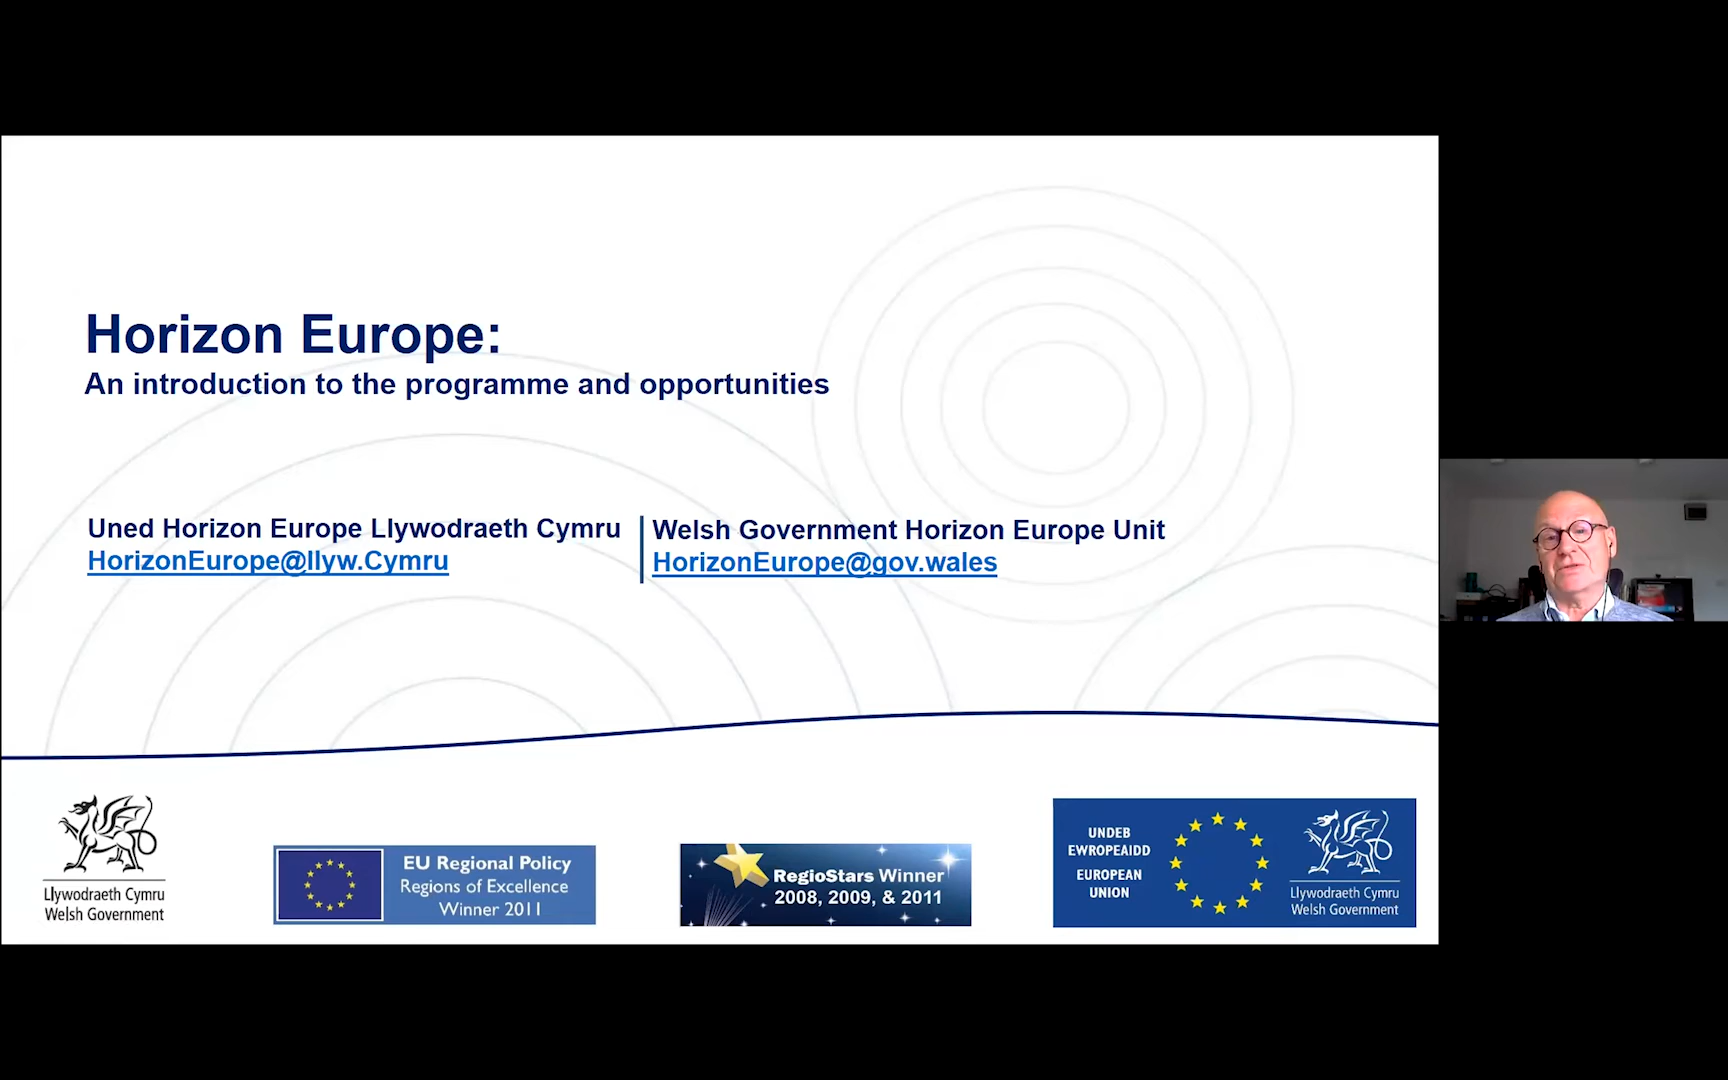 Horizon Europe:
An introduction to the programme and opportunities
Uned Horizon Europe Llywodraeth Cymru
HorizonEurope@llyw.Cymru
Welsh Government Horizon Europe Unit
HorizonEurope@gov.wales
Llywodraeth Cymru
Welsh Government
EU Regional Policy
Regions of Excellence
Winner 2011
RegioStars Winner
2008, 2009, & 2011
UNDEB
EWROPEAIDD
EUROPEAN
UNION
Llywodraeth Cymru
Welsh Government